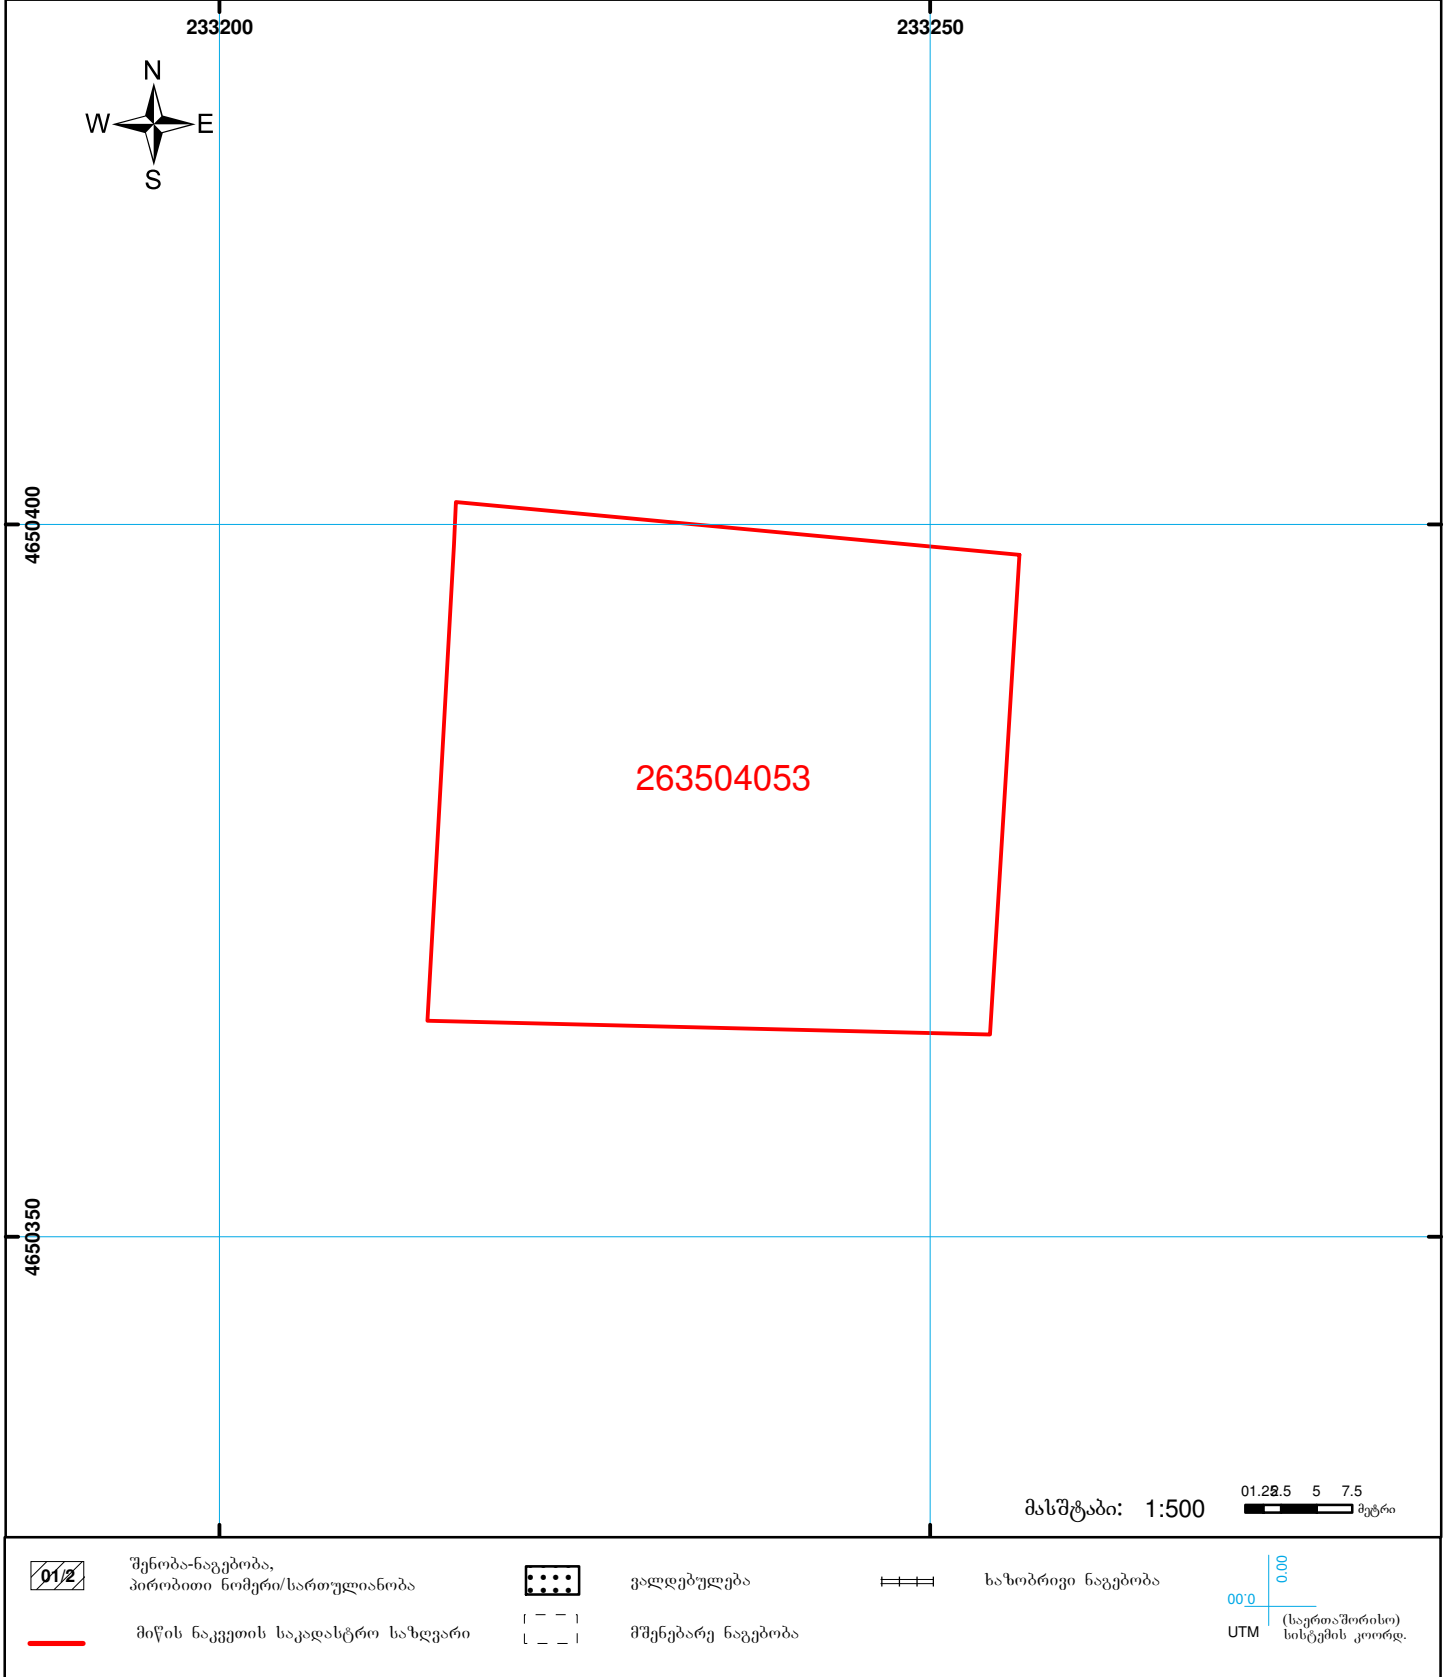 233200
233250
N
W E
S
4650400
263504053
4650350
მასშტაბი: 1:500
01.25 2.5 5 7.5
მეტრი
01/2
შენობა-ნაგებობა,
პირობითი ნომერი/სართულიანობა
ვალდებულება
ხაზობრივი ნაგებობა
მიწის ნაკვეთის საკადასტრო საზღვარი
მშენებარე ნაგებობა
00.0
00.0
UTM
(საერთაშორისო)
სისტემის კოორდ.